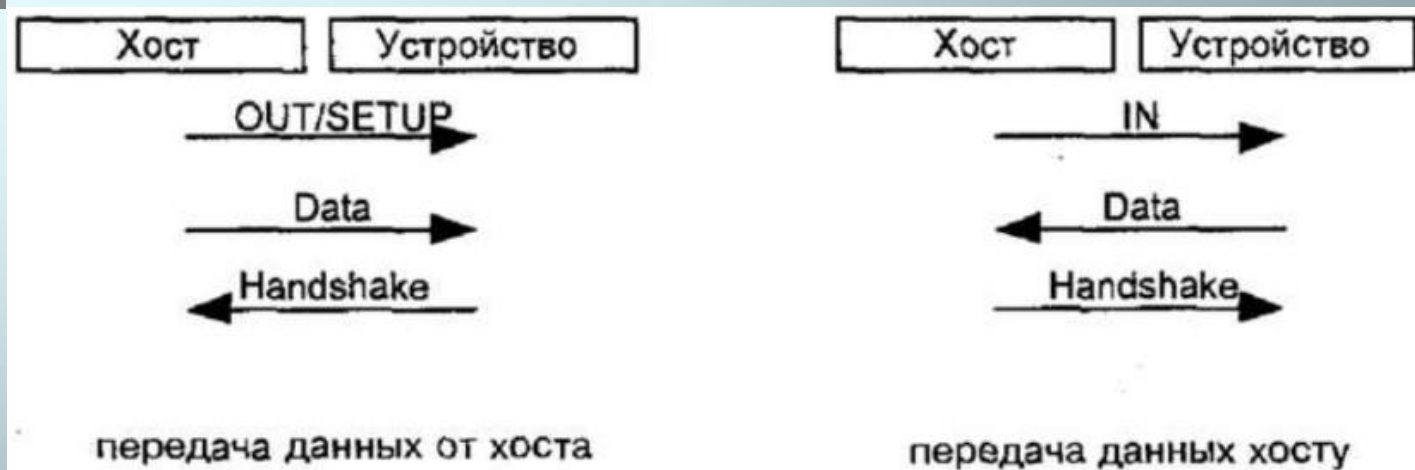 Хост Устройство
OUT/SETUP
Data
Handshake
передача данных от хоста
Хост Устройство
IN
Data
Handshake
передача данных хосту